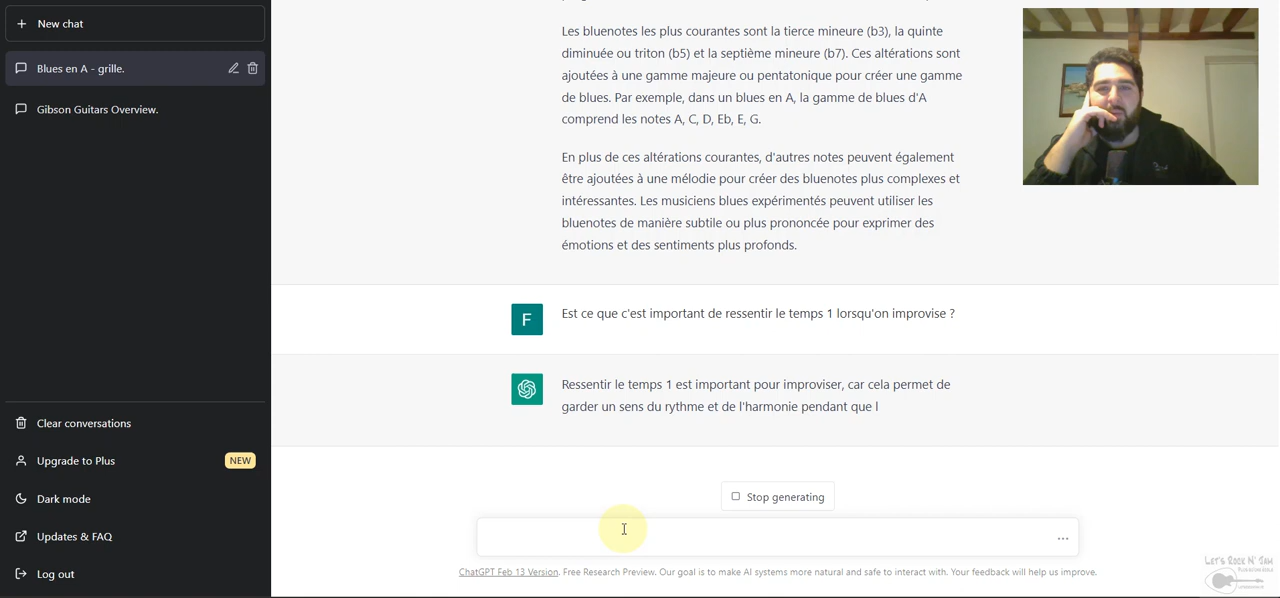 New chat
Blues en A - grille.
Gibson Guitars Overview.
Clear conversations
Upgrade to Plus NEW
Dark mode
Updates & FAQ
Log out
Les bluenotes les plus courantes sont la tierce mineure (b3), la quinte
diminuée ou triton (b5) et la septième mineure (b7). Ces altérations sont
ajoutées à une gamme majeure ou pentatonique pour créer une gamme
de blues. Par exemple, dans un blues en A, la gamme de blues d'A
comprend les notes A, C, D, Eb, E, G.
En plus de ces altérations courantes, d'autres notes peuvent également
être ajoutées à une mélodie pour créer des bluenotes plus complexes et
intéressantes. Les musiciens blues expérimentés peuvent utiliser les
bluenotes de manière subtile ou plus prononcée pour exprimer des
émotions et des sentiments plus profonds.
F
Est ce que c'est important de ressentir le temps 1 lorsqu'on improvise ?
Ressentir le temps 1 est important pour improviser, car cela permet de
garder un sens du rythme et de l'harmonie pendant que l
Stop generating
ChatGPT Feb 13 Version. Free Research Preview. Our goal is to make AI systems more natural and safe to interact with. Your feedback will help us improve.
Let's Rock N' Jam